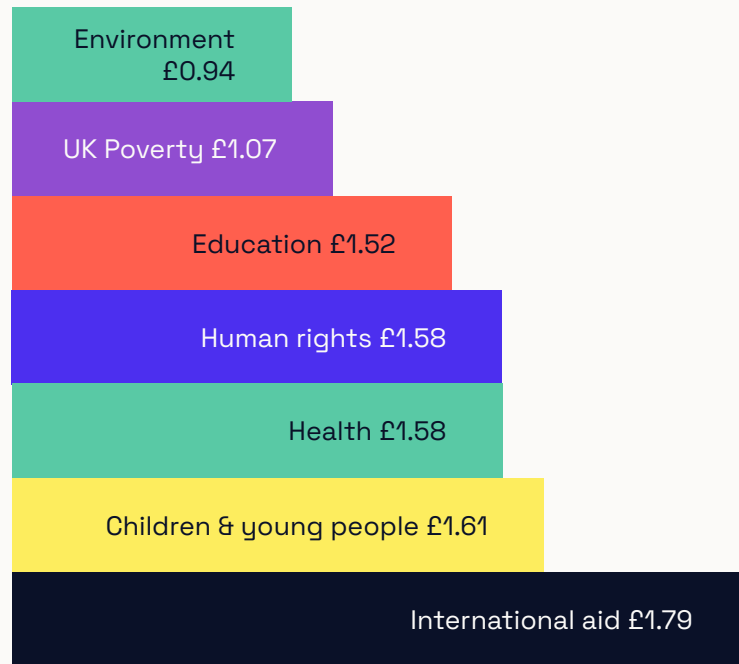 Environment
£0.94
UK Poverty £1.07
Education £1.52
Human rights £1.58
Health £1.58
Children & young people £1.61
International aid £1.79